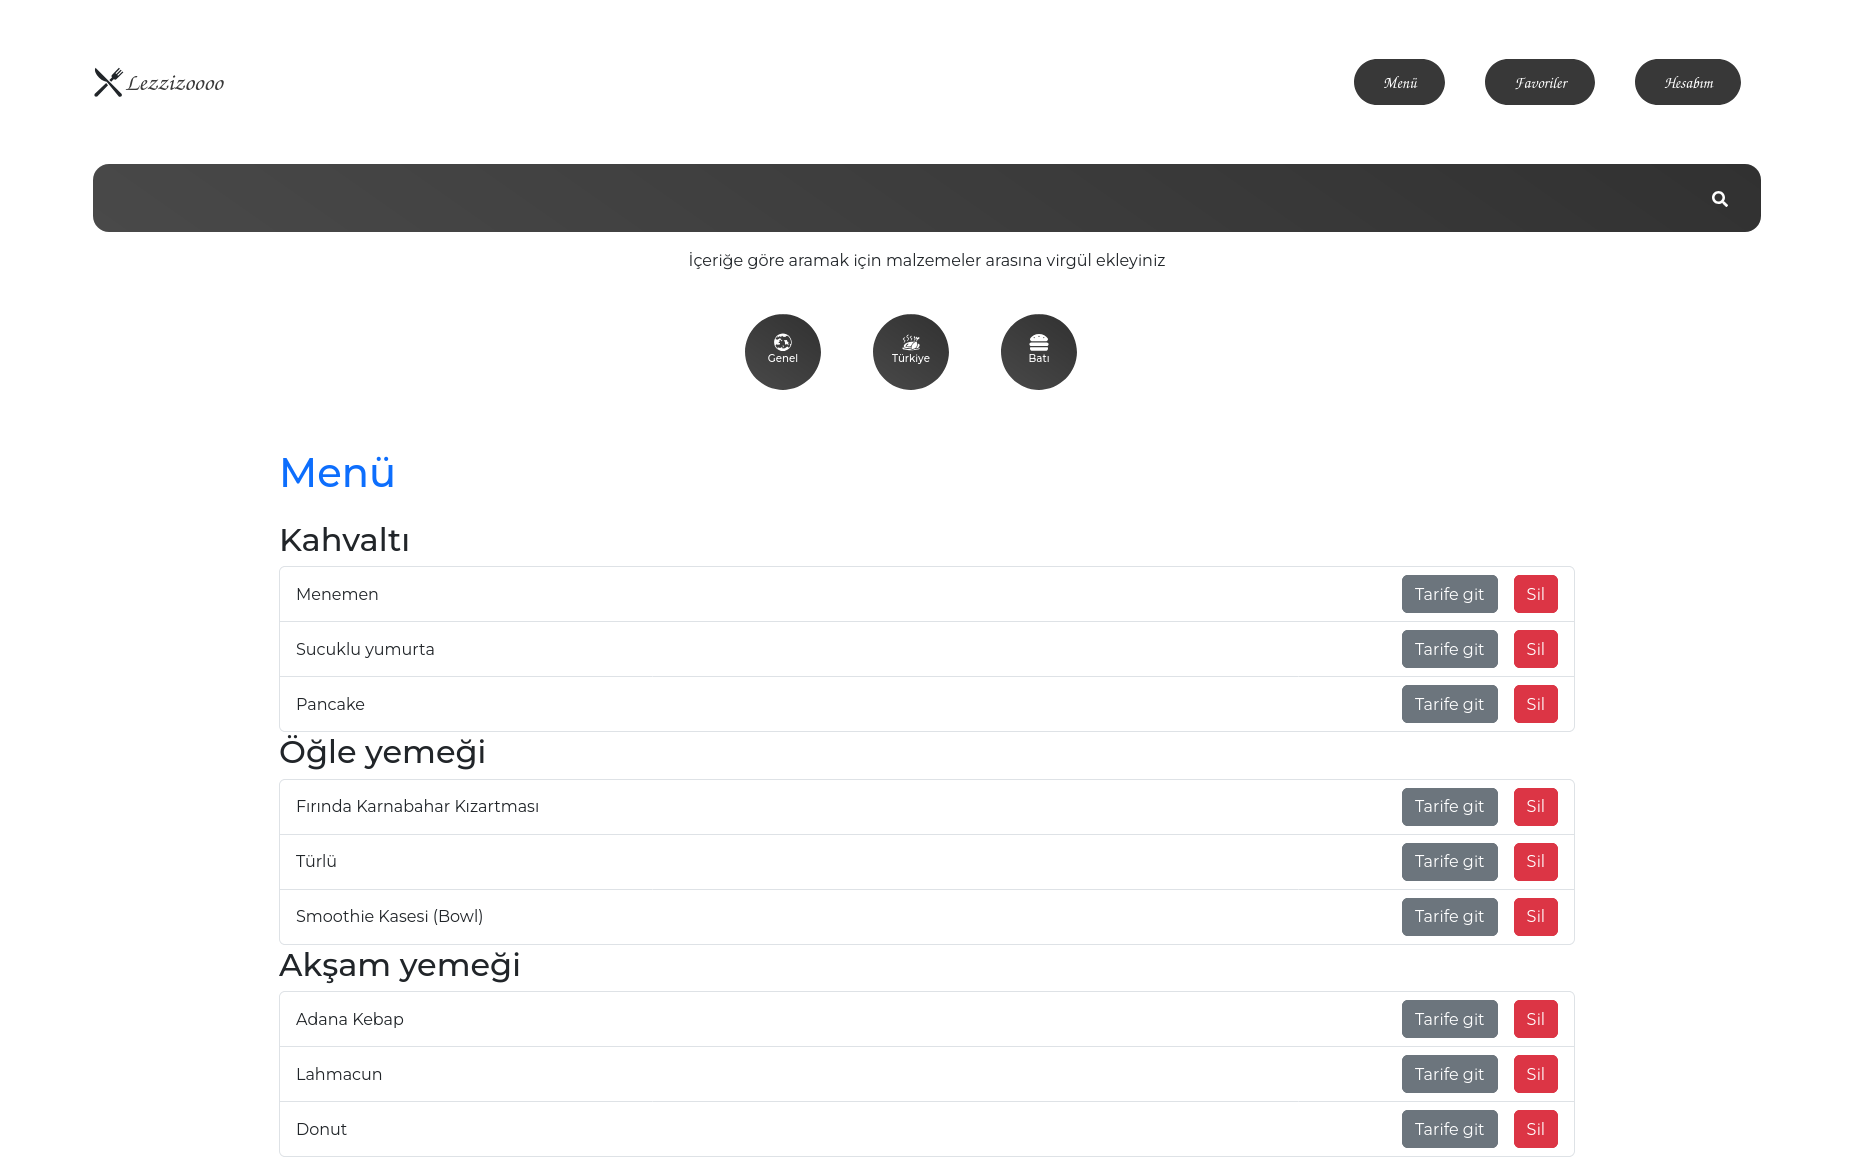 Lezzizoooo
Menü Favoriler Hesabım
İçeriğe göre aramak için malzemeler arasına virgül ekleyiniz
Genel Türkiye Batı
Menü
Kahvaltı
Menemen Tarife git Sil
Sucuklu yumurta Tarife git Sil
Pancake Tarife git Sil
Öğle yemeği
Fırında Karnabahar Kızartması Tarife git Sil
Türlü Tarife git Sil
Smoothie Kasesi (Bowl) Tarife git Sil
Akşam yemeği
Adana Kebap Tarife git Sil
Lahmacun Tarife git Sil
Donut Tarife git Sil